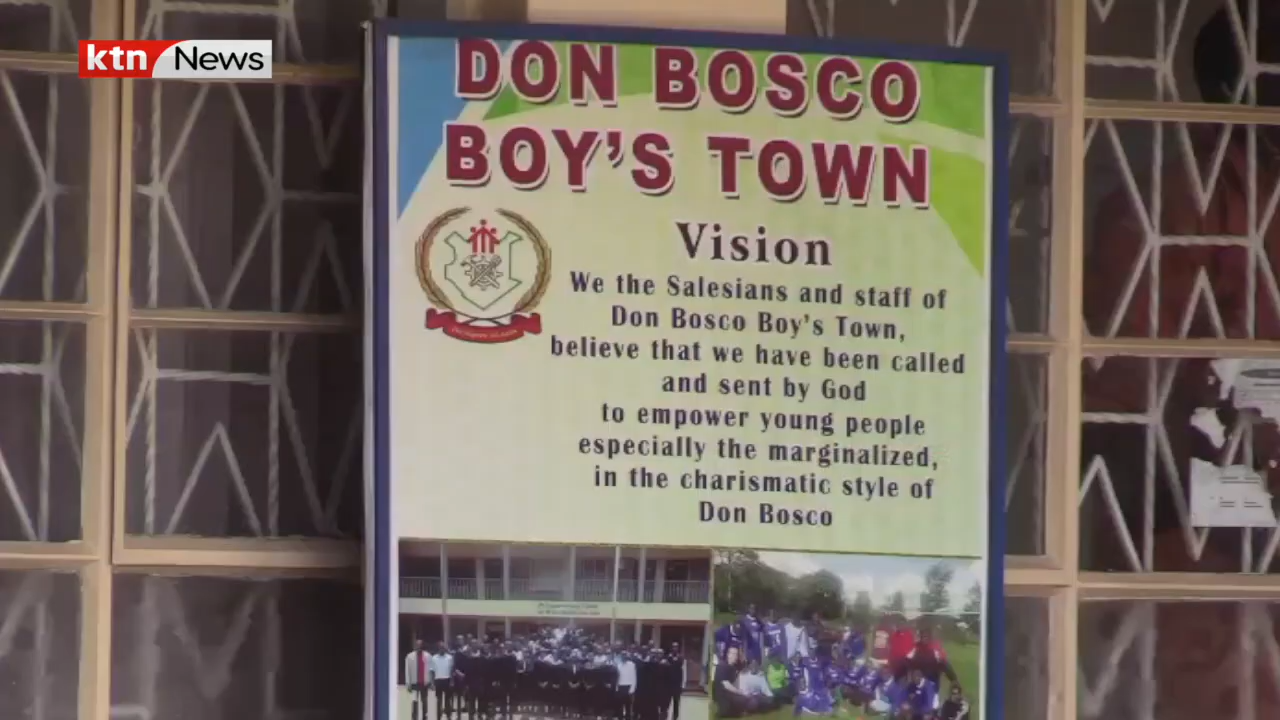 ktn News
DON BOSCO
BOY'S TOWN
Vision
We the Salesians and staff of
Don Bosco Boy's Town,
believe that we have been called
and sent by God
to empower young people
especially the marginalized,
in the charismatic style of
Don Bosco